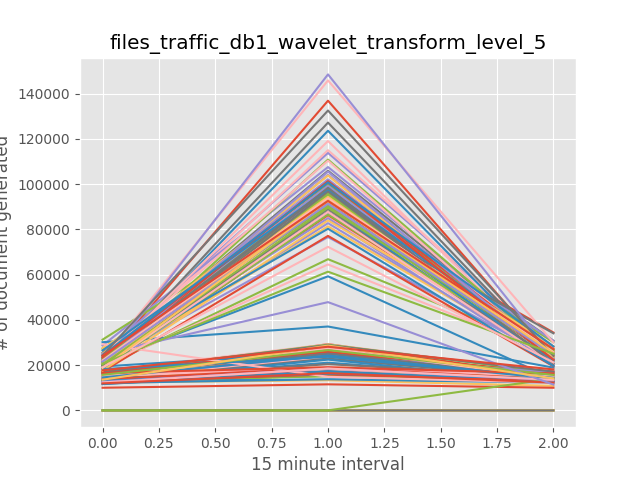 files_traffic_db1_wavelet_transform_level_5
140000
120000
100000
80000
60000
40000
20000
0
# of document generated
0.00 0.25 0.50 0.75 1.00 1.25 1.50 1.75 2.00
15 minute interval